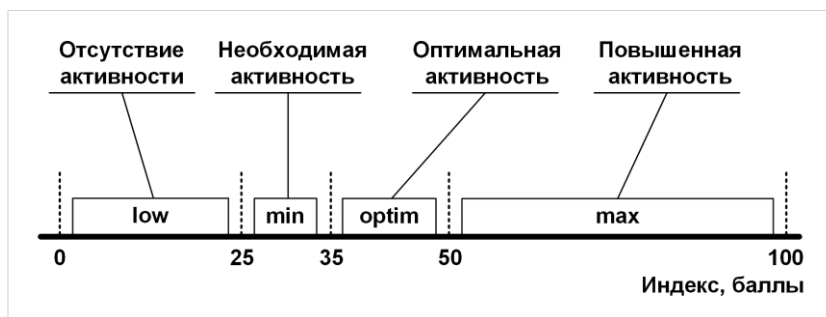 Отсутствие активности
Необходимая активность
Оптимальная активность
Повышенная активность
low
min
optim
max
0
25
35
50
100
Индекс, баллы